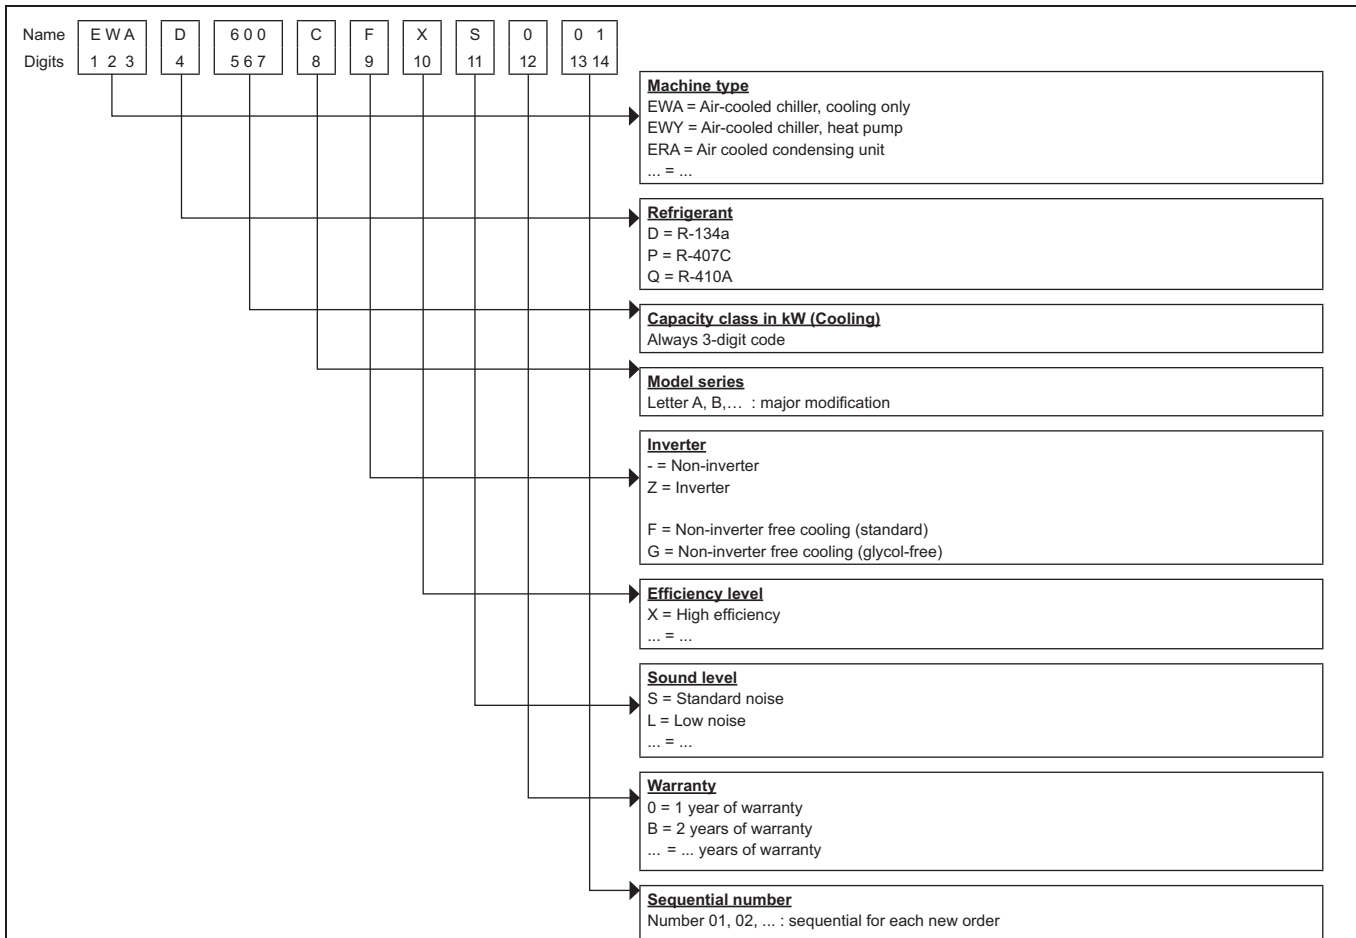 Name EWA D 600 C F X S 0 0 1
Digits 1 2 3 4 5 6 7 8 9 10 11 12 13 14
Machine type
EWA = Air-cooled chiller, cooling only
EWY = Air-cooled chiller, heat pump
ERA = Air cooled condensing unit
... = ...
Refrigerant
D = R-134a
P = R-407C
Q = R-410A
Capacity class in kW (Cooling)
Always 3-digit code
Model series
Letter A, B,… : major modification
Inverter
- = Non-inverter
Z = Inverter
F = Non-inverter free cooling (standard)
G = Non-inverter free cooling (glycol-free)
Efficiency level
X = High efficiency
... = ...
Sound level
S = Standard noise
L = Low noise
... = ...
Warranty
0 = 1 year of warranty
B = 2 years of warranty
... = ... years of warranty
Sequential number
Number 01, 02, ... : sequential for each new order